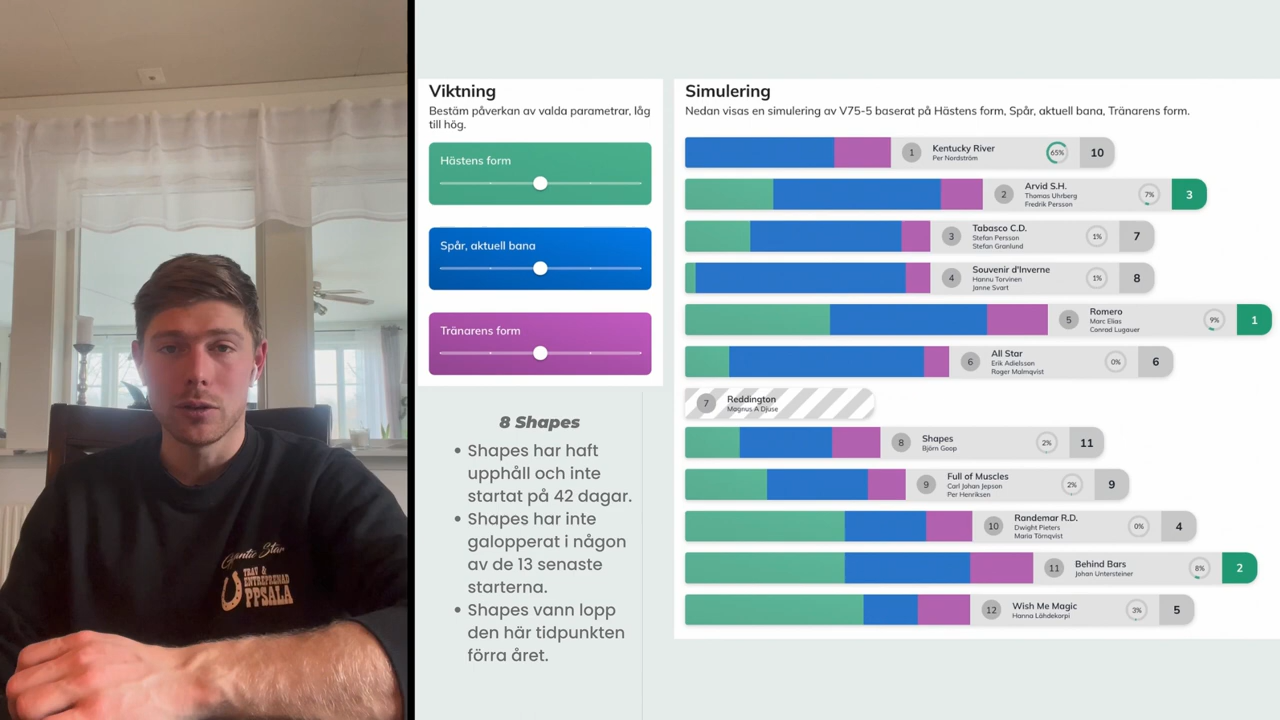 Viktning
Bestäm påverkan av valda parametrar, låg
till hög.
Hästens form
Spår, aktuell bana
Tränarens form
8 Shapes
• Shapes har haft
upphåll och inte
startat på 42 dagar.
• Shapes har inte
galopperat i någon
av de 13 senaste
starterna.
• Shapes vann lopp
den här tidpunkten
förra året.
Simulering
Nedan visas en simulering av V75-5 baserat på Hästens form, Spår, aktuell bana, Tränarens form.
1 Kentucky River 65% 10
Per Nordström
2 Arvid S.H. 7% 3
Thomas Uhrberg
Fredrik Persson
3 Tabasco C.D. 1% 7
Stefan Persson
Stefan Granlund
4 Souvenir d'Inverne 1% 8
Hannu Torvinen
Janne Svart
5 Romero 9% 1
Marc Elias
Conrad Lugauer
6 All Star 0% 6
Erik Adielsson
Roger Malmqvist
7 Reddington
Magnus A Djuse
8 Shapes 2% 11
Björn Goop
9 Full of Muscles 2% 9
Carl Johan Jepson
Per Henriksen
10 Randemar R.D. 0% 4
Dwight Pieters
Maria Törnqvist
11 Behind Bars 8% 2
Johan Untersteiner
12 Wish Me Magic 3% 5
Hanna Lähdekorpi
Star
TRAV &
ENTREPRENAD
UPPSALA